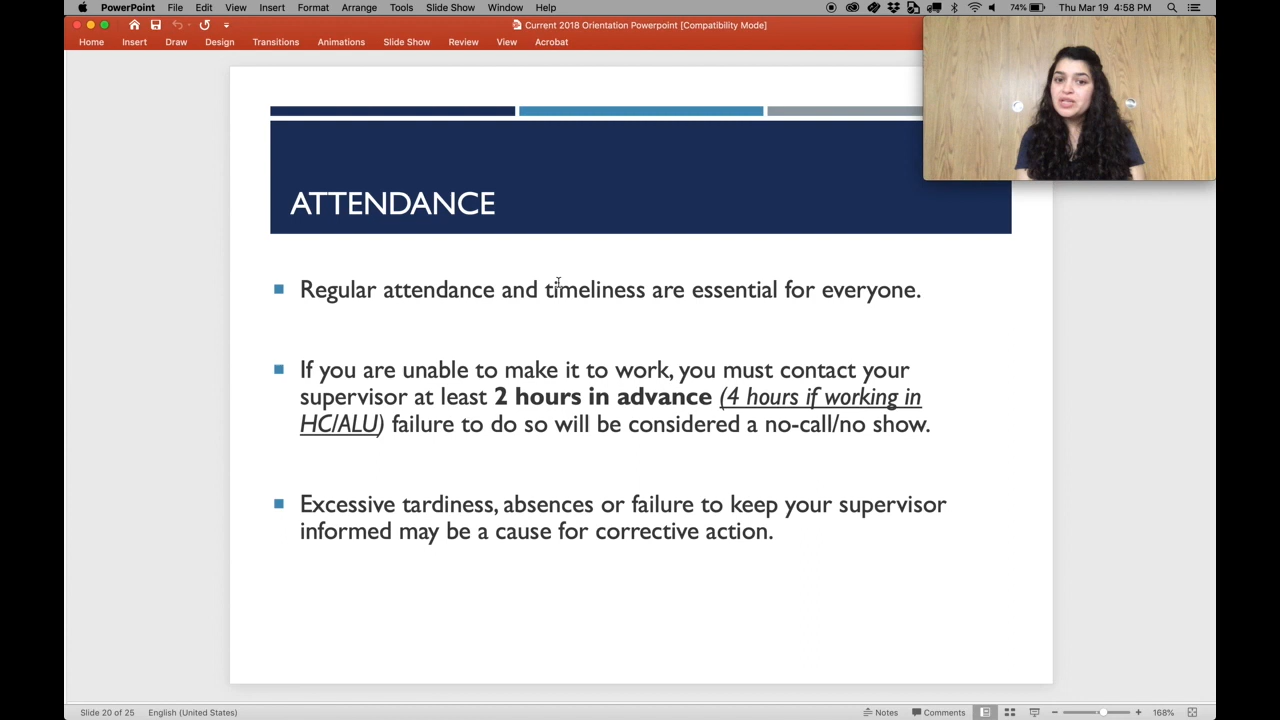 PowerPoint File Edit View Insert Format Arrange Tools Slide Show Window Help 74% Thu Mar 19 4:58 PM
Current 2018 Orientation Powerpoint [Compatibility Mode]
Home Insert Draw Design Transitions Animations Slide Show Review View Acrobat
ATTENDANCE
Regular attendance and timeliness are essential for everyone.
If you are unable to make it to work, you must contact your
supervisor at least 2 hours in advance (4 hours if working in
HC/ALU) failure to do so will be considered a no-call/no show.
Excessive tardiness, absences or failure to keep your supervisor
informed may be a cause for corrective action.
Slide 20 of 25 English (United States) Notes Comments 168%